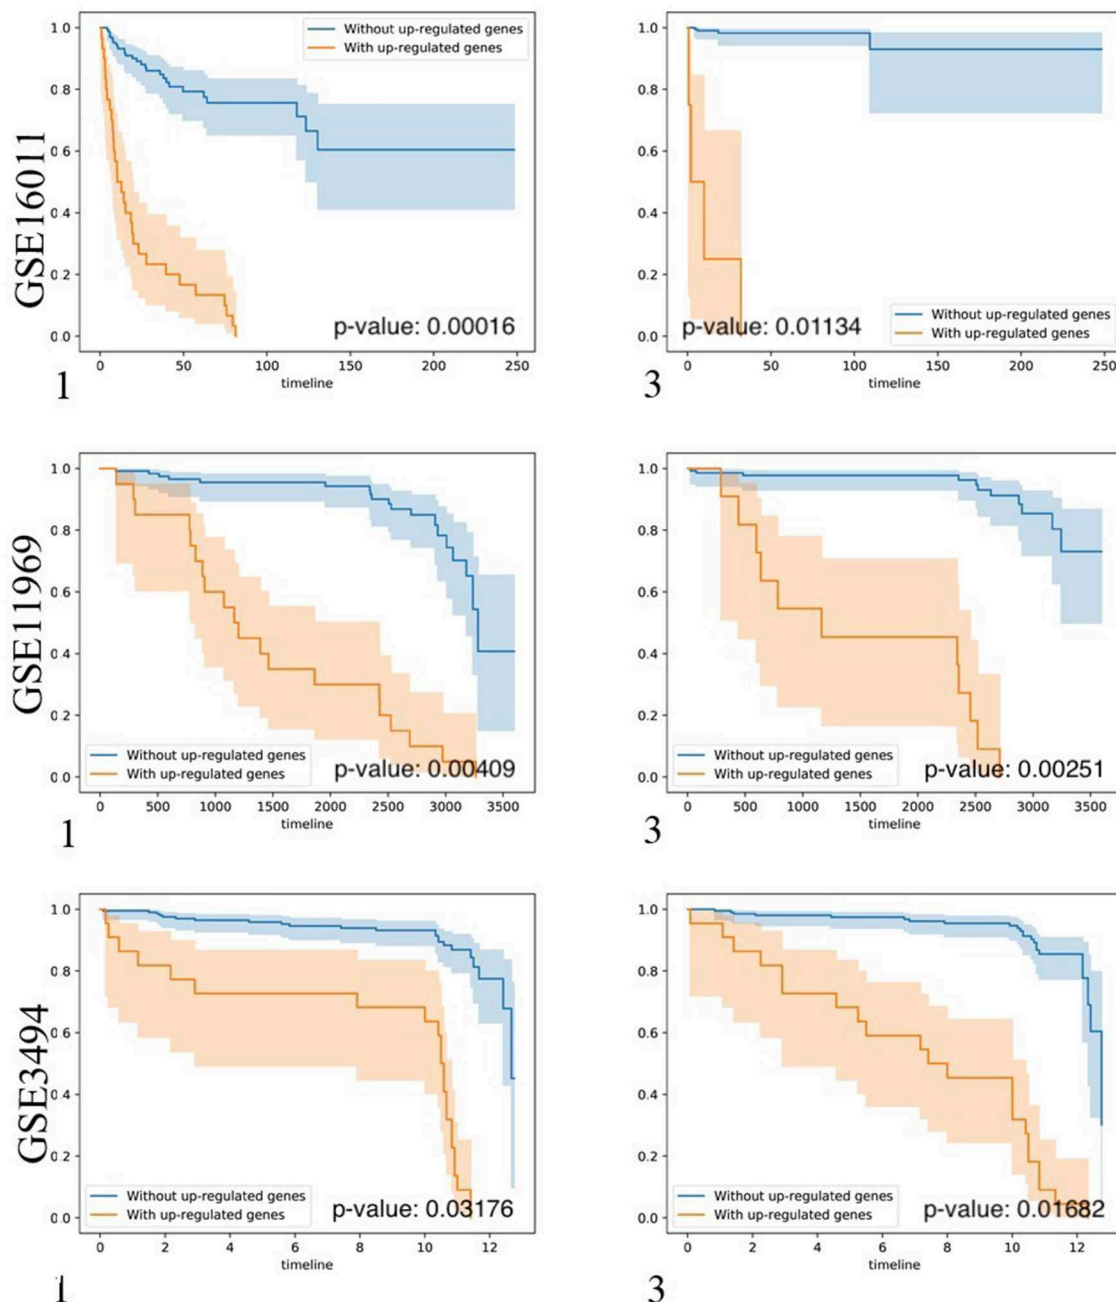 GSE16011
1.0
0.8
0.6
0.4
0.2
0.0
Without up-regulated genes
With up-regulated genes
p-value: 0.00016
0 50 100 150 200 250
timeline
1
1.0
0.8
0.6
0.4
0.2
0.0
p-value: 0.01134
Without up-regulated genes
With up-regulated genes
0 50 100 150 200 250
timeline
3
GSE11969
1.0
0.8
0.6
0.4
0.2
0.0
Without up-regulated genes
With up-regulated genes
p-value: 0.00409
0 500 1000 1500 2000 2500 3000 3500
timeline
1
1.0
0.8
0.6
0.4
0.2
0.0
Without up-regulated genes
With up-regulated genes
p-value: 0.00251
0 500 1000 1500 2000 2500 3000 3500
timeline
3
GSE3494
1.0
0.8
0.6
0.4
0.2
0.0
Without up-regulated genes
With up-regulated genes
p-value: 0.03176
0 2 4 6 8 10 12
timeline
1
1.0
0.8
0.6
0.4
0.2
0.0
Without up-regulated genes
With up-regulated genes
p-value: 0.01682
0 2 4 6 8 10 12
timeline
3